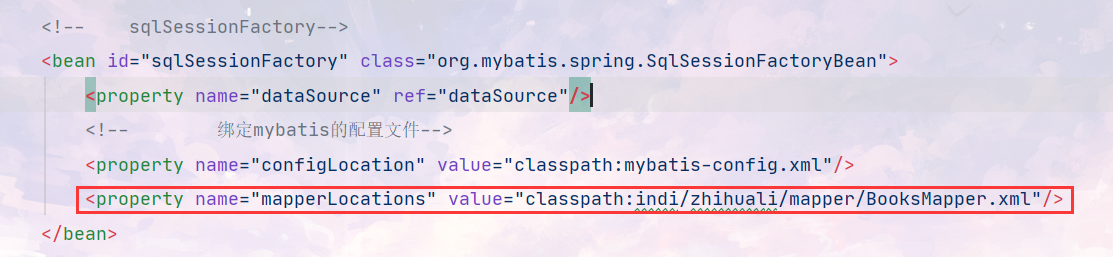 <!--    sqlSessionFactory-->
<bean id="sqlSessionFactory" class="org.mybatis.spring.SqlSessionFactoryBean">
    <property name="dataSource" ref="dataSource"/>
    <!--        绑定mybatis的配置文件-->
    <property name="configLocation" value="classpath:mybatis-config.xml"/>
    <property name="mapperLocations" value="classpath:indi/zhihuali/mapper/BooksMapper.xml"/>
</bean>